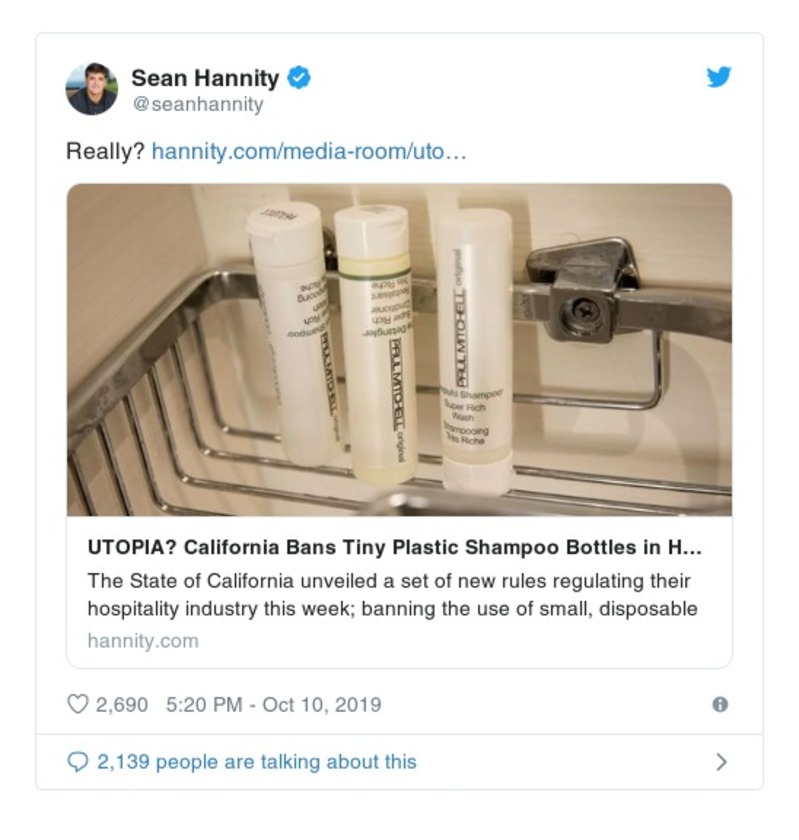 Sean Hannity
@seanhannity
Really? hannity.com/media-room/uto…
PAUL MITCHELL
PAUL MITCHELL original
Super Rich
Conditioner
PAUL MITCHELL original
Shampoo
Super Rich
Wash
Shampooing
Très Riche
UTOPIA? California Bans Tiny Plastic Shampoo Bottles in H...
The State of California unveiled a set of new rules regulating their
hospitality industry this week; banning the use of small, disposable
hannity.com
2,690 5:20 PM - Oct 10, 2019
2,139 people are talking about this